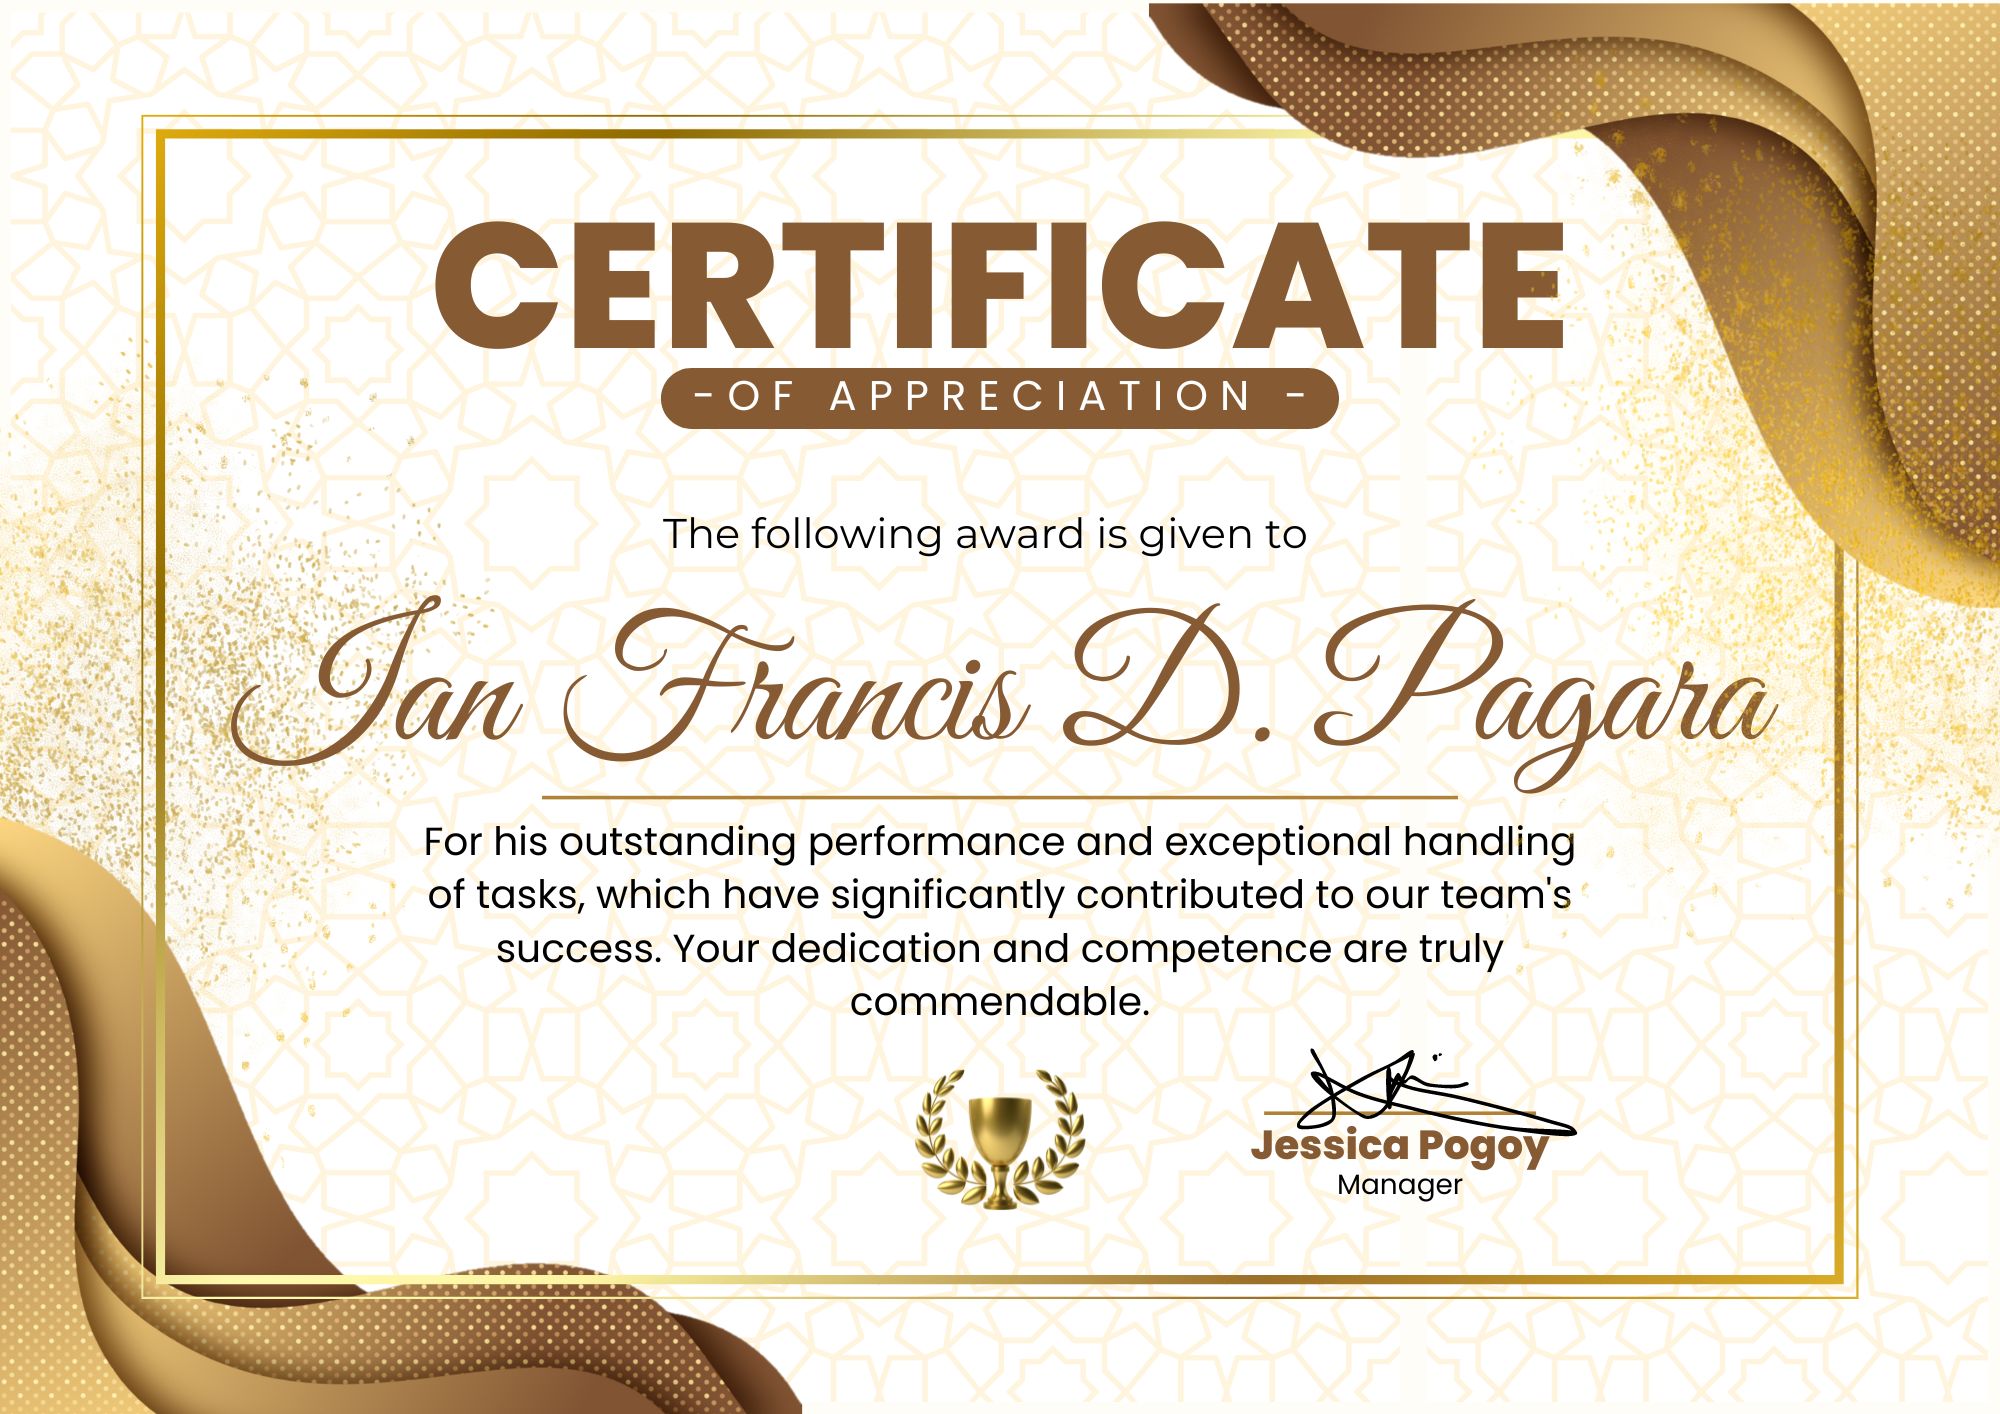 CERTIFICATE
-OF APPRECIATION -
The following award is given to
Ian Francis D. Pagara
For his outstanding performance and exceptional handling
of tasks, which have significantly contributed to our team's
success. Your dedication and competence are truly
commendable.
Jessica Pogoy
Manager